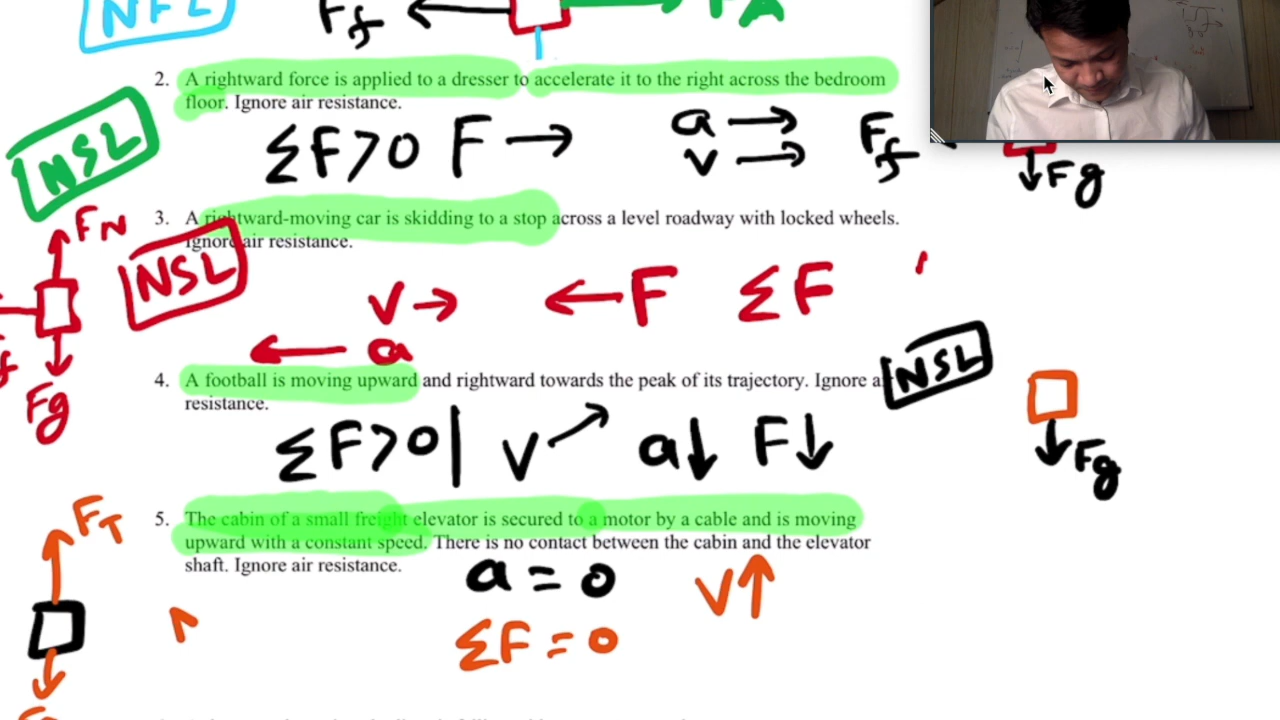 NFL
Ff
FA
2. A rightward force is applied to a dresser to accelerate it to the right across the bedroom
floor. Ignore air resistance.
NSL
ΣF>0 F → a → Ff
v →
↓Fg
FN
3. A rightward-moving car is skidding to a stop across a level roadway with locked wheels.
Ignore air resistance.
NSL
v → ← F ΣF
← a
Fg
4. A football is moving upward and rightward towards the peak of its trajectory. Ignore a
resistance.
NSL
ΣF>0| v ↗ a↓ F↓
↓Fg
FT
5. The cabin of a small freight elevator is secured to a motor by a cable and is moving
upward with a constant speed. There is no contact between the cabin and the elevator
shaft. Ignore air resistance.
a = 0 v↑
ΣF = 0